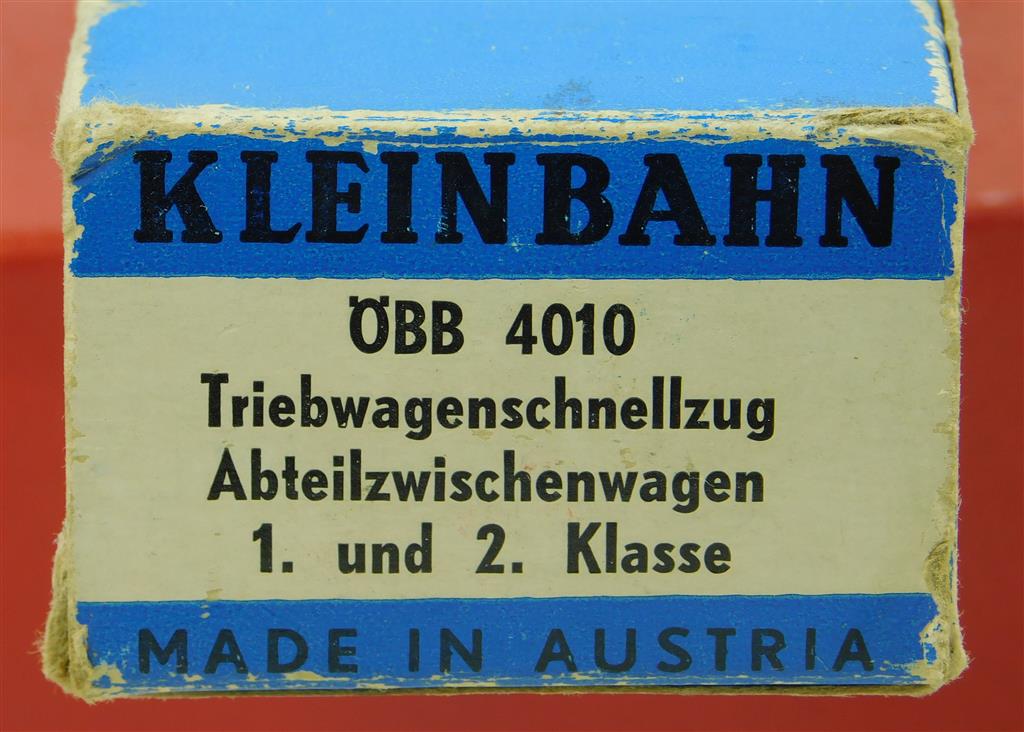 KLEINBAHN
ÖBB 4010
Triebwagenschnellzug
Abteilzwischenwagen
1. und 2. Klasse
MADE IN AUSTRIA